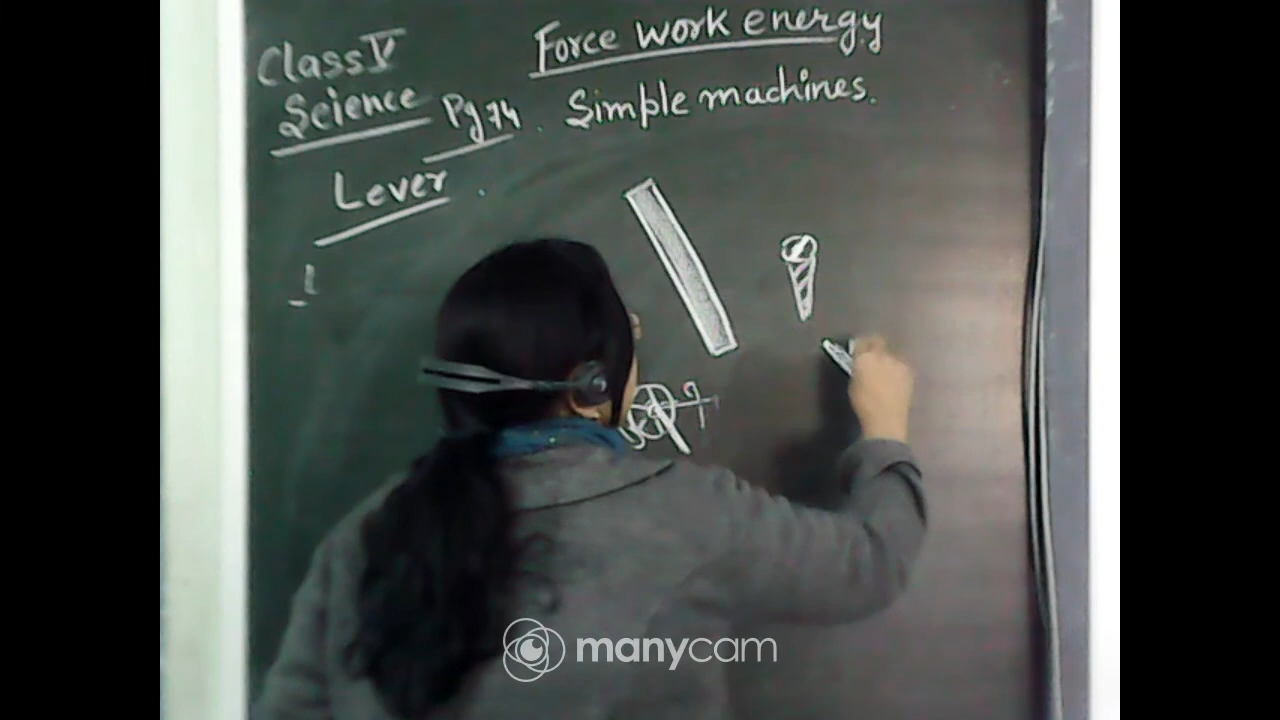 Class V
Force work energy
Science Pg 74. Simple machines.
Lever.
manycam